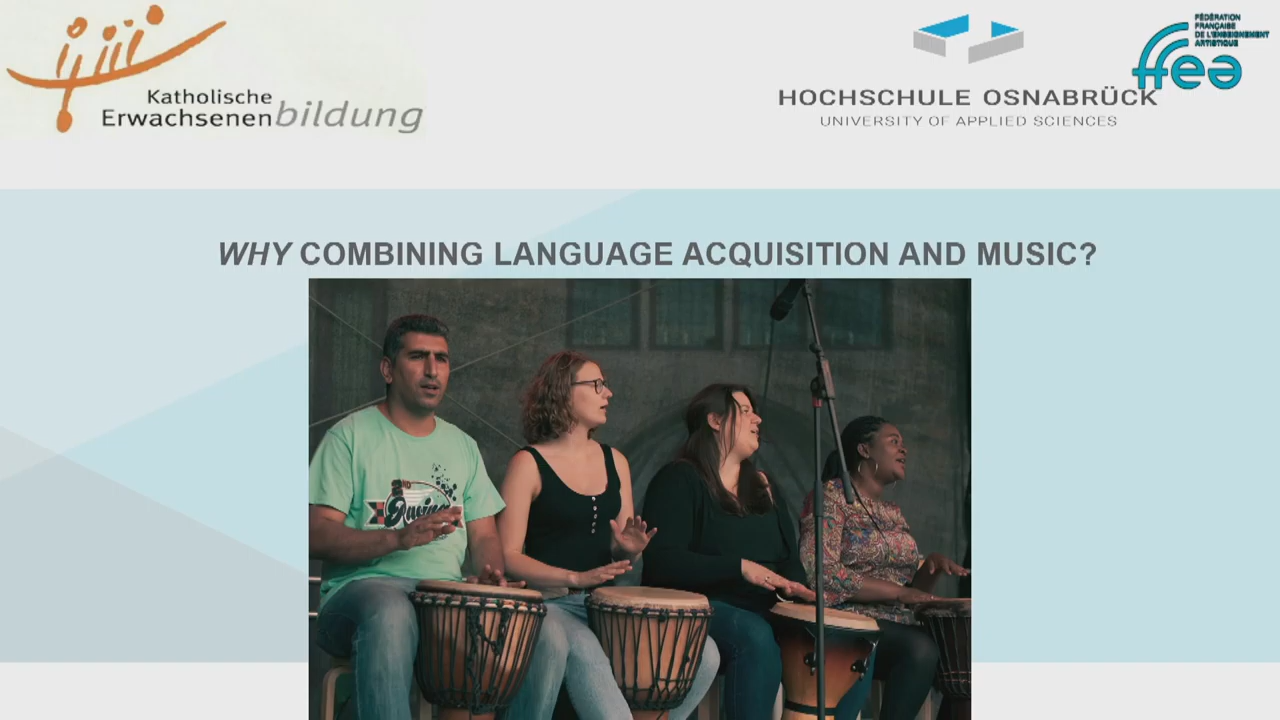 Katholische
Erwachsenenbildung
HOCHSCHULE OSNABRÜCK
UNIVERSITY OF APPLIED SCIENCES
FÉDÉRATION
FRANÇAISE
DE L'ENSEIGNEMENT
ARTISTIQUE
ffea
WHY COMBINING LANGUAGE ACQUISITION AND MUSIC?